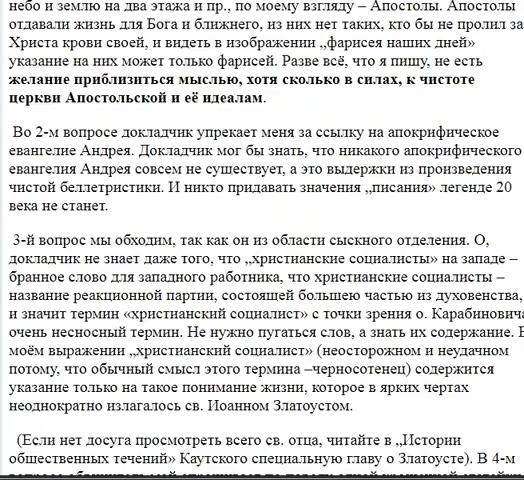 небо и землю на два этажа и пр., по моему взгляду – Апостолы. Апостолы
отдавали жизнь для Бога и ближнего, из них нет таких, кто бы не пролил за
Христа крови своей, и видеть в изображении „фарисея наших дней»
указание на них может только фарисей. Разве всё, что я пишу, не есть
желание приблизиться мыслью, хотя сколько в силах, к чистоте
церкви Апостольской и её идеалам.
Во 2-м вопросе докладчик упрекает меня за ссылку на апокрифическое
евангелие Андрея. Докладчик мог бы знать, что никакого апокрифического
евангелия Андрея совсем не существует, а это выдержки из произведения
чистой беллетристики. И никто придавать значения „писания» легенде 20
века не станет.
3-й вопрос мы обходим, так как он из области сыскного отделения. О,
докладчик не знает даже того, что „христианские социалисты» на западе –
бранное слово для западного работника, что христианские социалисты –
название реакционной партии, состоящей большею частью из духовенства,
и значит термин «христианский социалист» с точки зрения о. Карабиновича
очень несносный термин. Не нужно пугаться слов, а знать их содержание. В
моём выражении „христианский социалист» (неосторожном и неудачном
потому, что обычный смысл этого термина –черносотенец) содержится
указание только на такое понимание жизни, которое в ярких чертах
неоднократно излагалось св. Иоанном Златоустом.
(Если нет досуга просмотреть всего св. отца, читайте в „Истории
общественных течений» Каутского специальную главу о Златоусте). В 4-м